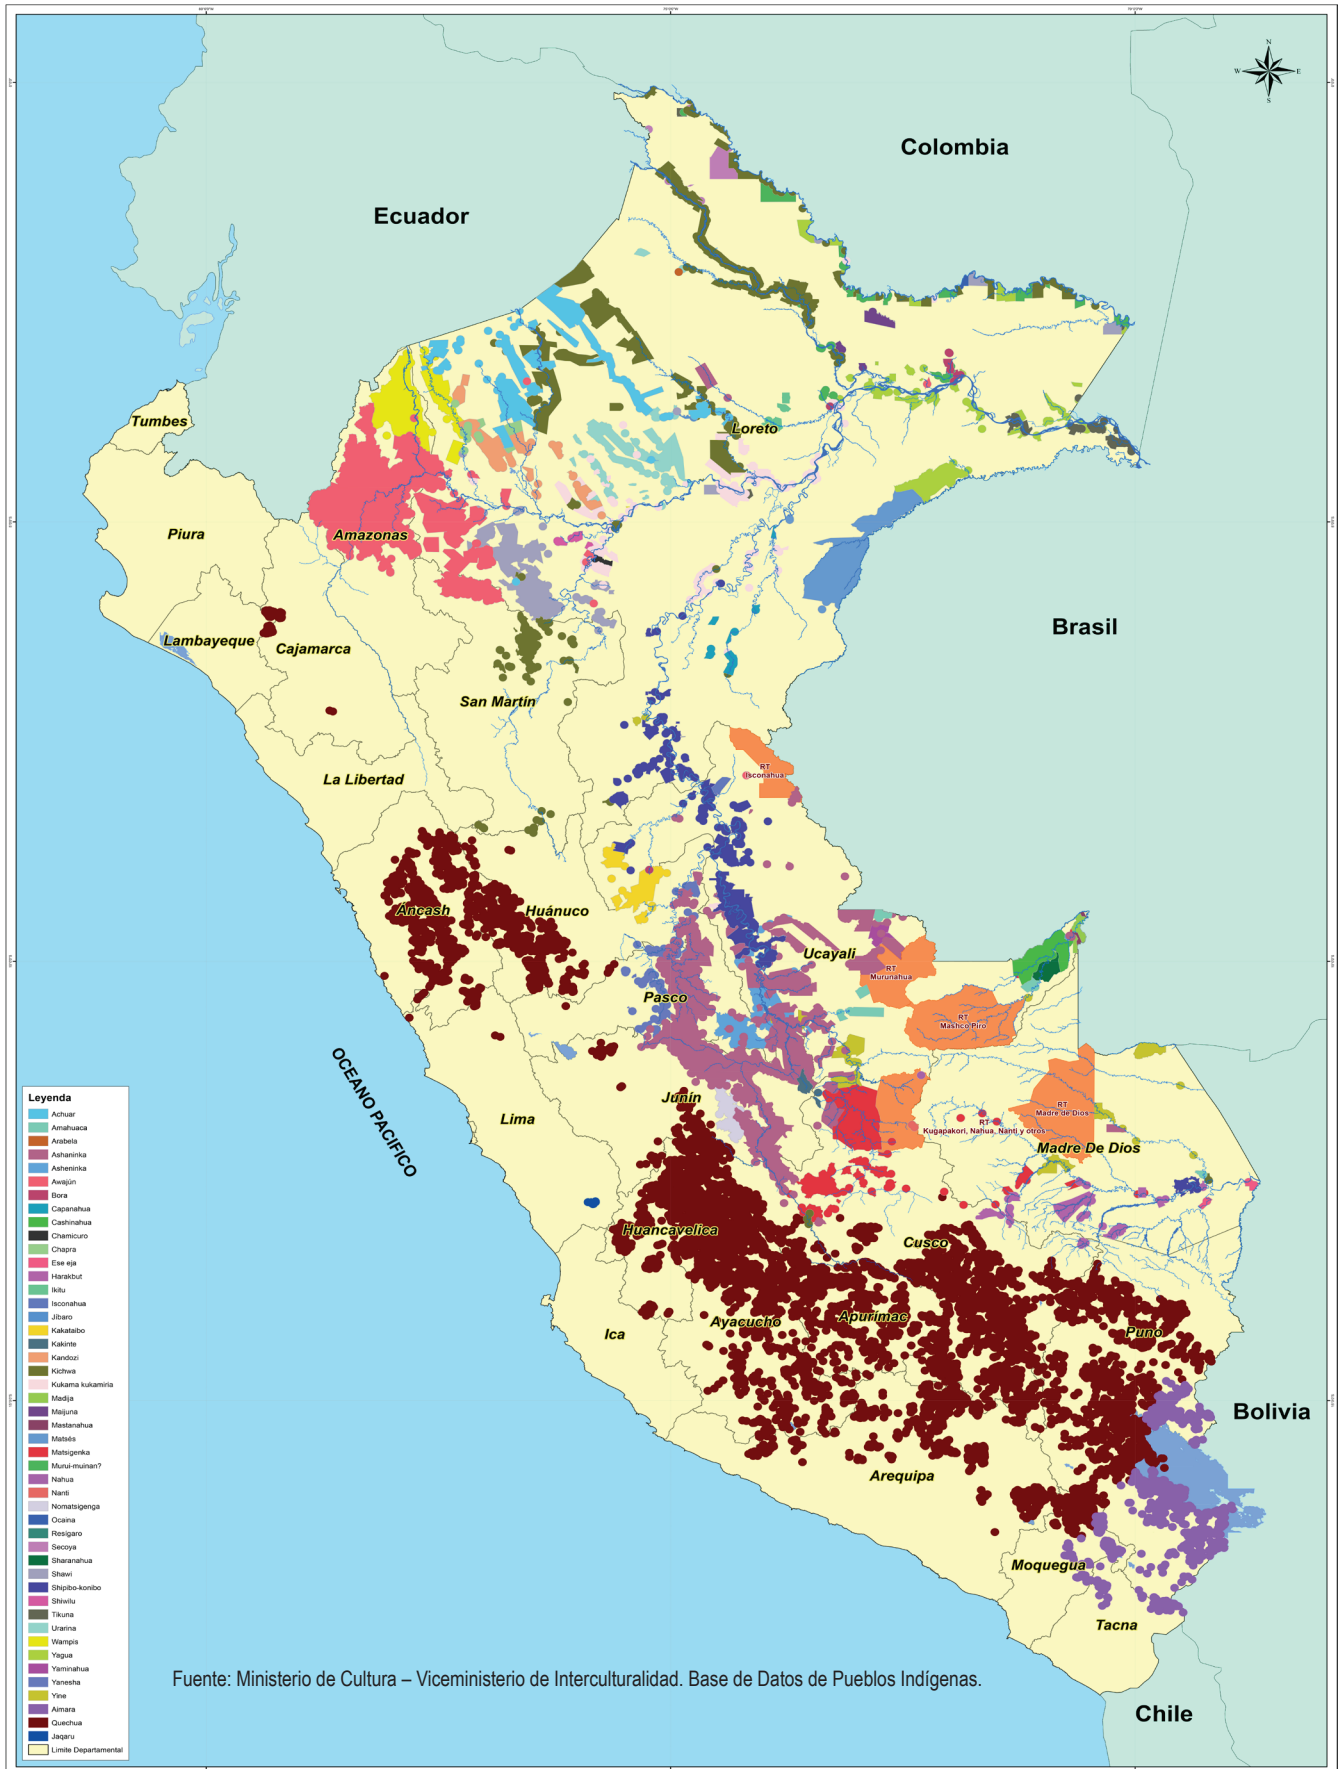 N
W E
S
Colombia
Ecuador
Tumbes
Loreto
Piura
Amazonas
Brasil
Lambayeque
Cajamarca
San Martín
La Libertad
RT
Isconahua
Áncash
Huánuco
Ucayali
RT
Murunahua
Pasco
RT
Mashco Piro
OCEANO PACIFICO
Junín
Lima
RT
Madre de Dios
RT
Kugapakori, Nahua, Nanti y otros
Madre De Dios
Huancavelica
Cusco
Ica
Ayacucho
Apurímac
Puno
Bolivia
Arequipa
Moquegua
Tacna
Chile
Leyenda
Achuar
Amahuaca
Arabela
Ashaninka
Asheninka
Awajún
Bora
Capanahua
Cashinahua
Chamicuro
Chapra
Ese eja
Harakbut
Ikitu
Isconahua
Jíbaro
Kakataibo
Kakinte
Kandozi
Kichwa
Kukama kukamiria
Madija
Maijuna
Mastanahua
Matsés
Matsigenka
Murui-muinan?
Nahua
Nanti
Nomatsigenga
Ocaina
Resígaro
Secoya
Sharanahua
Shawi
Shipibo-konibo
Shiwilu
Tikuna
Urarina
Wampis
Yagua
Yaminahua
Yanesha
Yine
Aimara
Quechua
Jaqaru
Limite Departamental
Fuente: Ministerio de Cultura – Viceministerio de Interculturalidad. Base de Datos de Pueblos Indígenas.